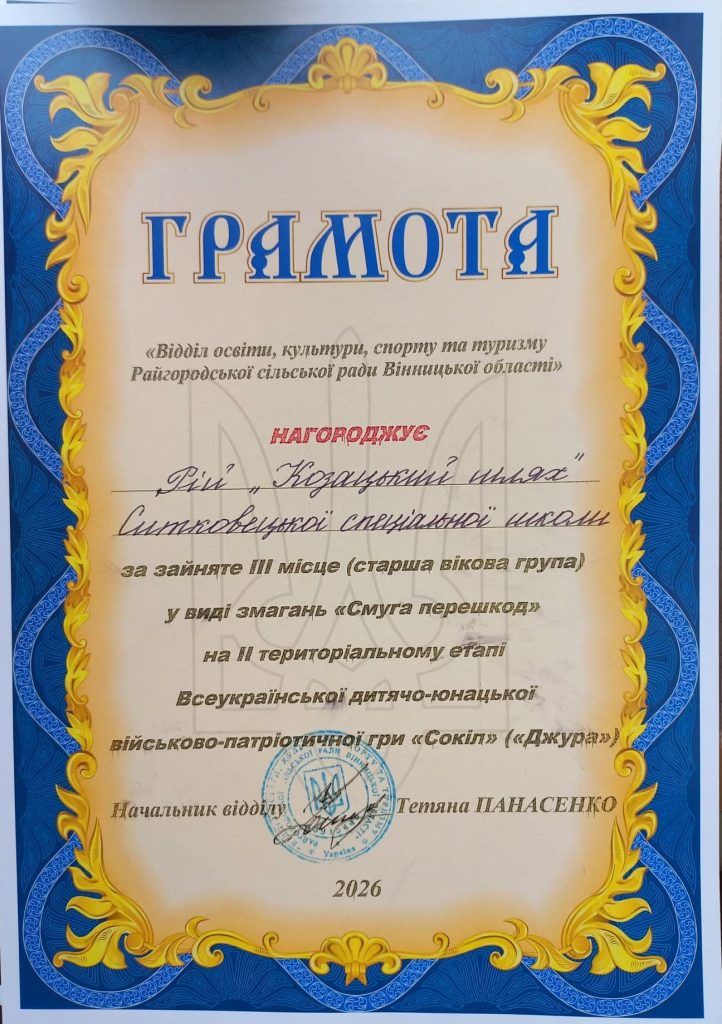 ГРАМОТА
«Відділ освіти, культури, спорту та туризму
Райгородської сільської ради Вінницької області»
НАГОРОДЖУЄ
Рій „Козацький шлях”
Ситковецької спеціальної школи
за зайняте ІІІ місце (старша вікова група)
у виді змагань «Смуга перешкод»
на ІІ територіальному етапі
Всеукраїнської дитячо-юнацької
військово-патріотичної гри «Сокіл» («Джура»)
Начальник відділу Тетяна ПАНАСЕНКО
Україна
2026